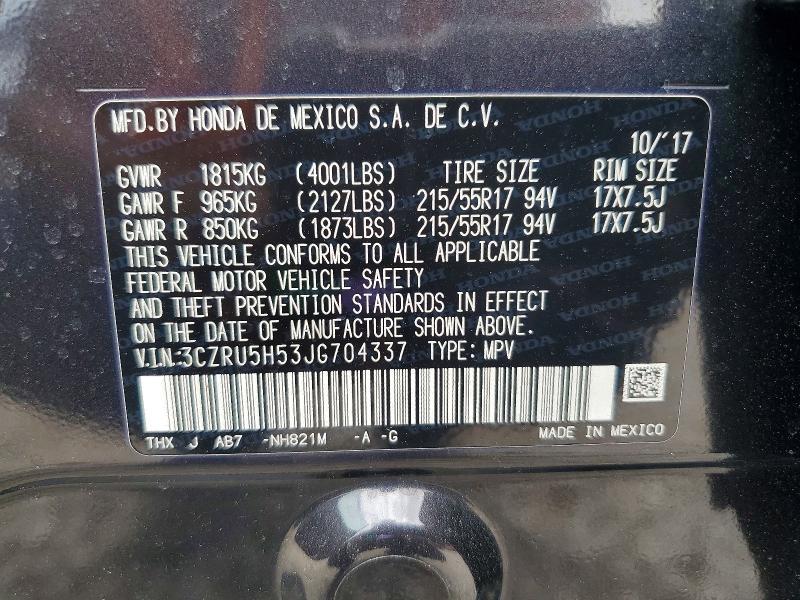 MFD.BY HONDA DE MEXICO S.A. DE C.V.
10/'17
GVWR 1815KG (4001LBS) TIRE SIZE RIM SIZE
GAWR F 965KG (2127LBS) 215/55R17 94V 17X7.5J
GAWR R 850KG (1873LBS) 215/55R17 94V 17X7.5J
THIS VEHICLE CONFORMS TO ALL APPLICABLE
FEDERAL MOTOR VEHICLE SAFETY
AND THEFT PREVENTION STANDARDS IN EFFECT
ON THE DATE OF MANUFACTURE SHOWN ABOVE.
V.I.N:3CZRU5H53JG704337 TYPE: MPV
THX J AB7 -NH821M -A -G MADE IN MEXICO